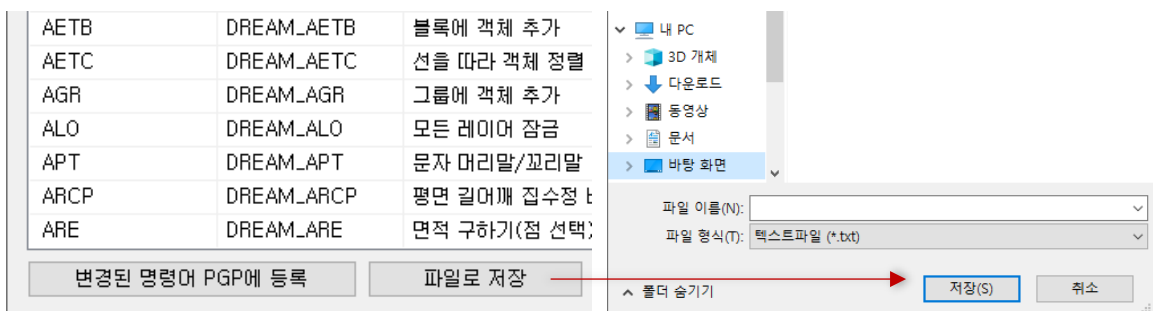 AETB DREAM_AETB 블록에 객체 추가
AETC DREAM_AETC 선을 따라 객체 정렬
AGR DREAM_AGR 그룹에 객체 추가
ALO DREAM_ALO 모든 레이어 잠금
APT DREAM_APT 문자 머리말/꼬리말
ARCP DREAM_ARCP 평면 길어깨 집수정
ARE DREAM_ARE 면적 구하기(점 선택)
변경된 명령어 PGP에 등록 파일로 저장
내 PC
3D 개체
다운로드
동영상
문서
바탕 화면
파일 이름(N):
파일 형식(T): 텍스트파일 (*.txt)
폴더 숨기기 저장(S) 취소